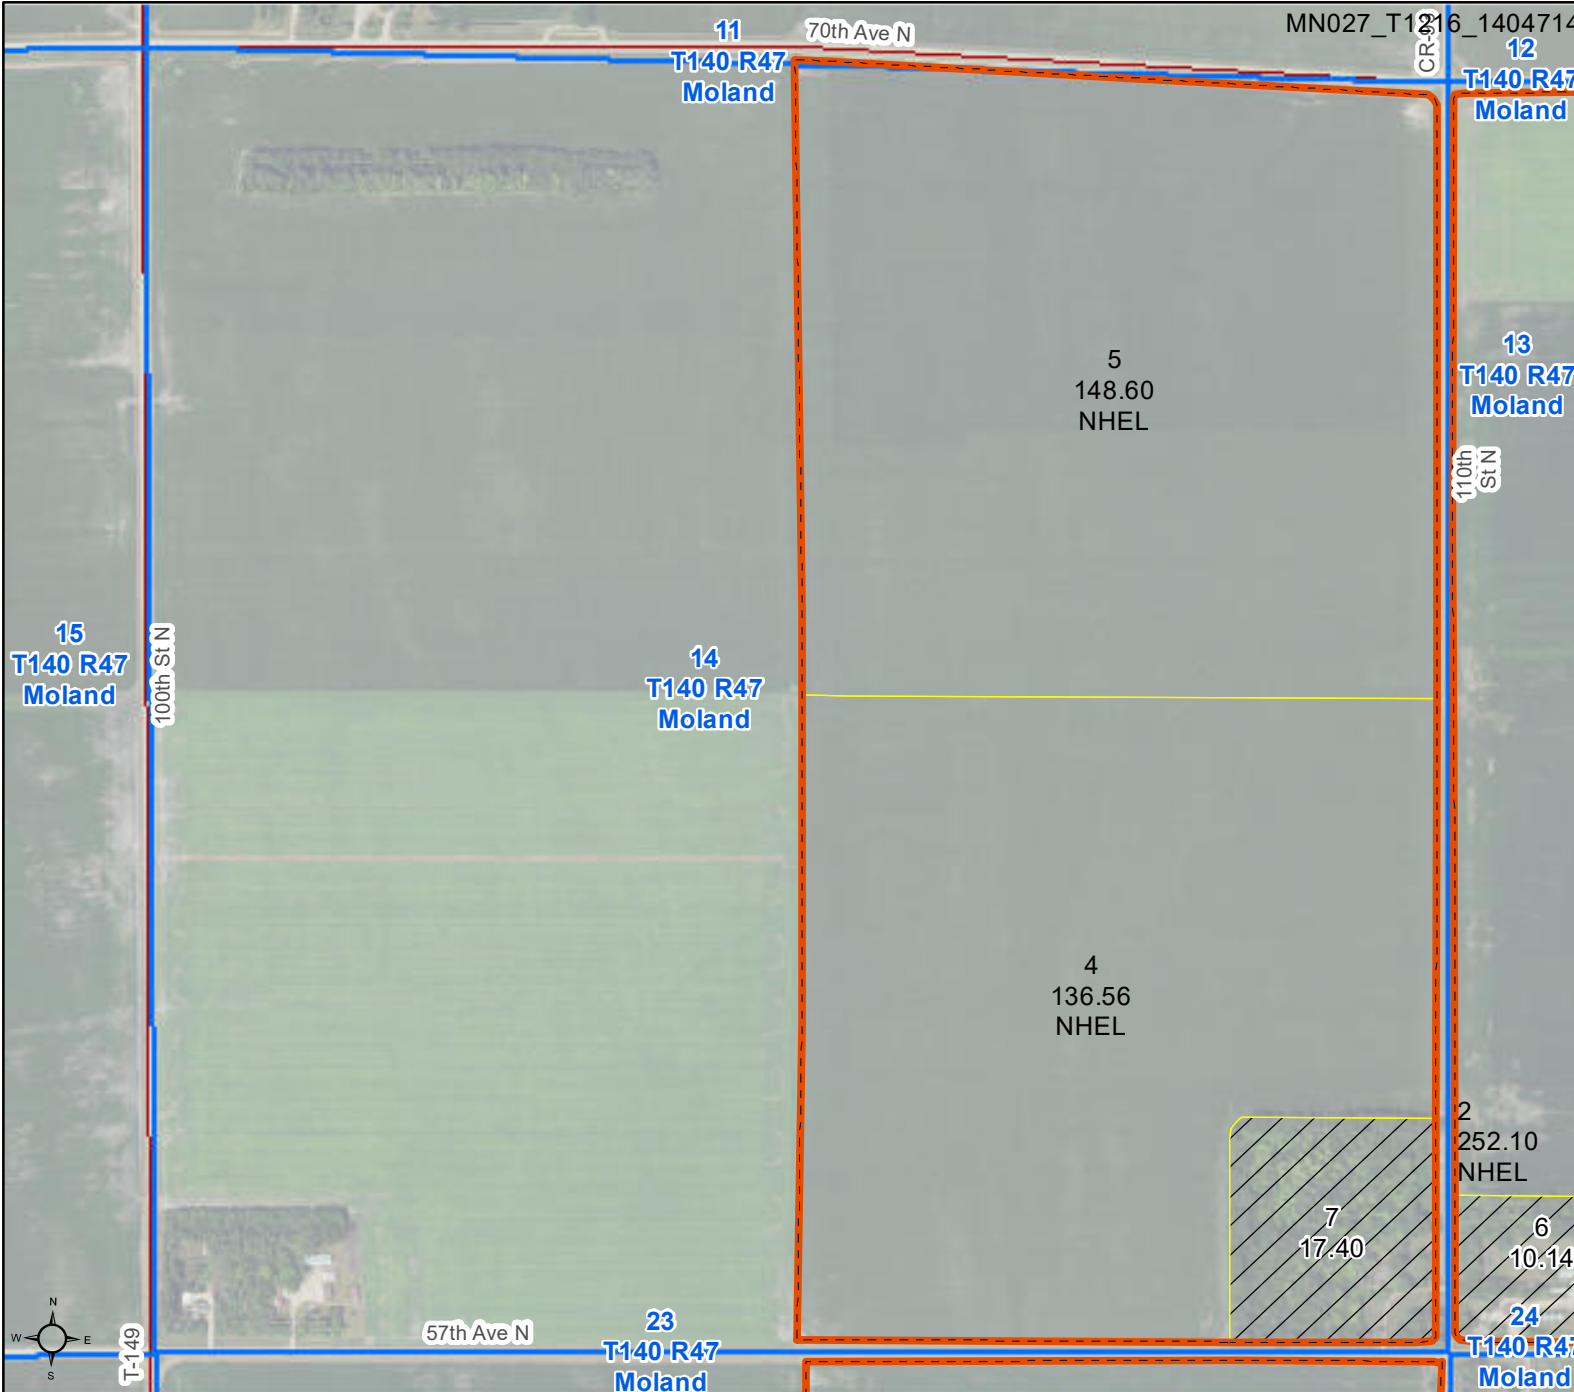 MN027_T1216_1404714
11
T140 R47
Moland
70th Ave N
12
T140 R47
Moland
5
148.60
NHEL
13
T140 R47
Moland
110th
St N
15
T140 R47
Moland
100th St N
14
T140 R47
Moland
4
136.56
NHEL
2
252.10
NHEL
7
17.40
6
10.14
N
W
E
S
T-149
57th Ave N
23
T140 R47
Moland
24
T140 R47
Moland